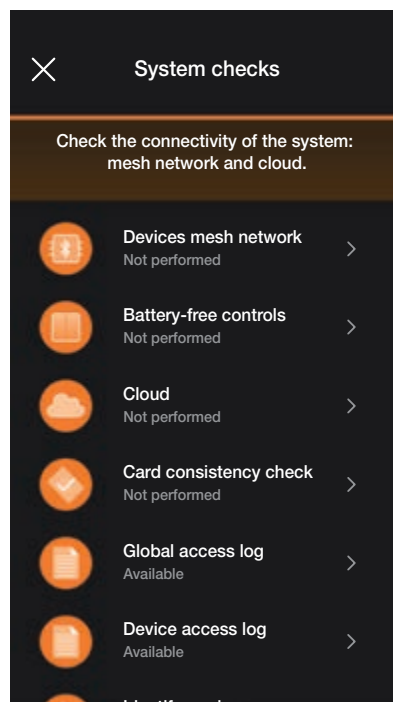 System checks
Check the connectivity of the system:
mesh network and cloud.
Devices mesh network
Not performed
Battery-free controls
Not performed
Cloud
Not performed
Card consistency check
Not performed
Global access log
Available
Device access log
Available